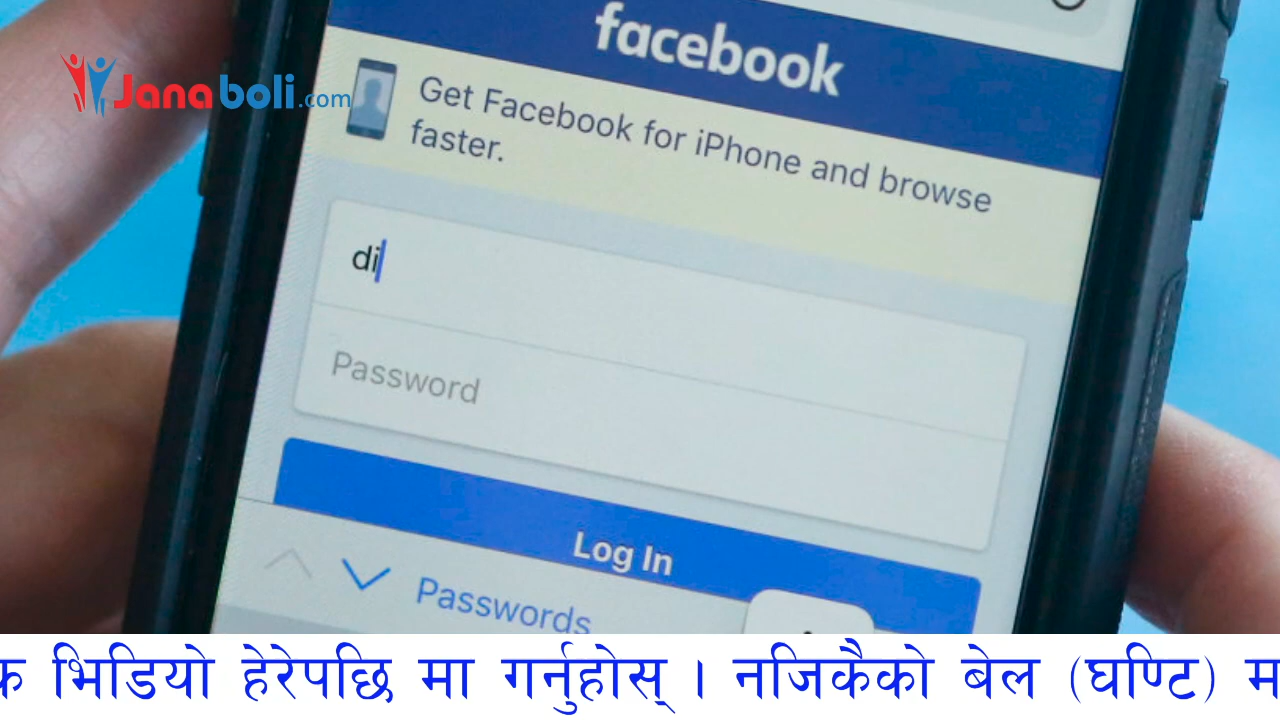 facebook
Janaboli.com
Get Facebook for iPhone and browse
faster.
di
Password
Log In
Passwords
क भिडियो हेरेपछि मा गर्नुहोस् । नजिकैको बेल (घण्टि) म